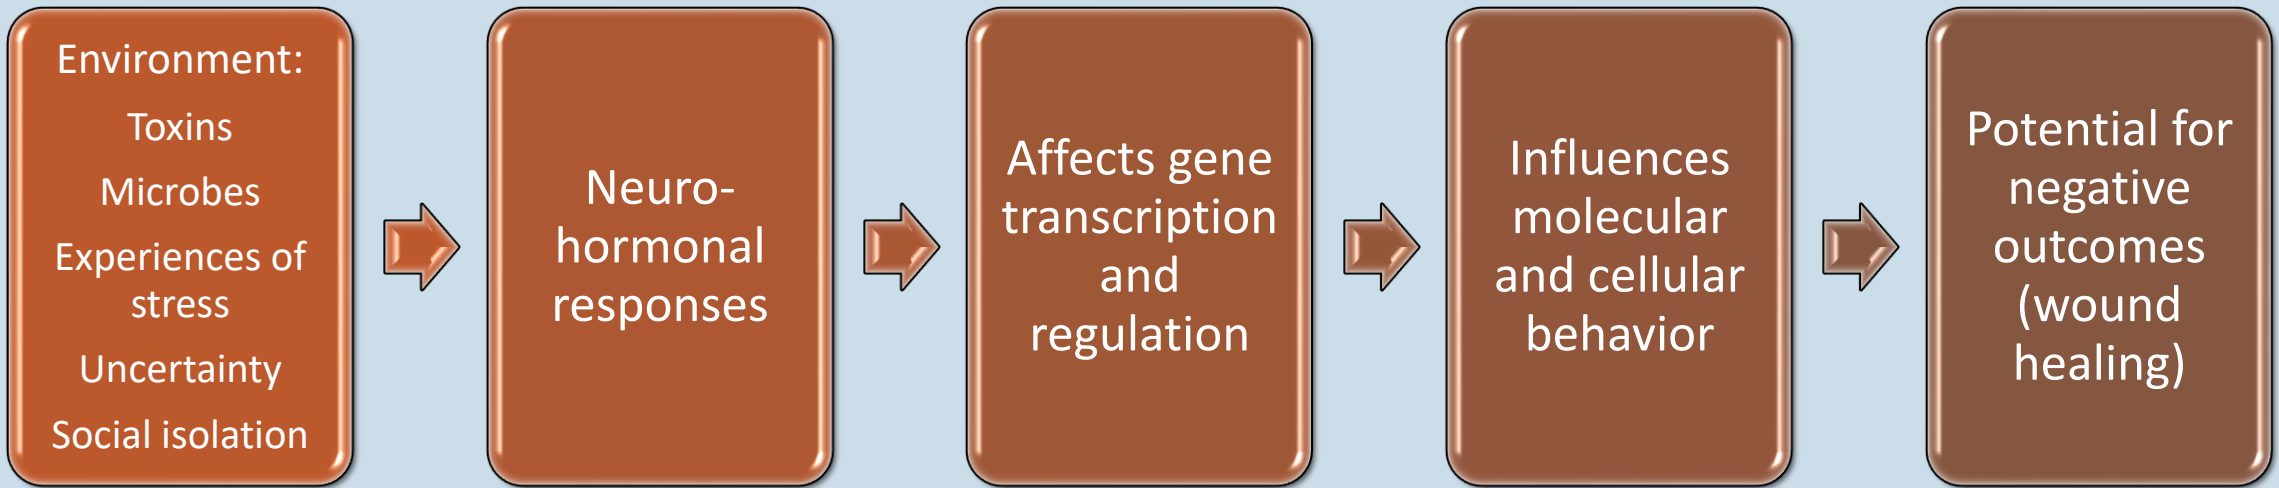 Environment:
Toxins
Microbes
Experiences of
stress
Uncertainty
Social isolation
Neuro-
hormonal
responses
Affects gene
transcription
and
regulation
Influences
molecular
and cellular
behavior
Potential for
negative
outcomes
(wound
healing)